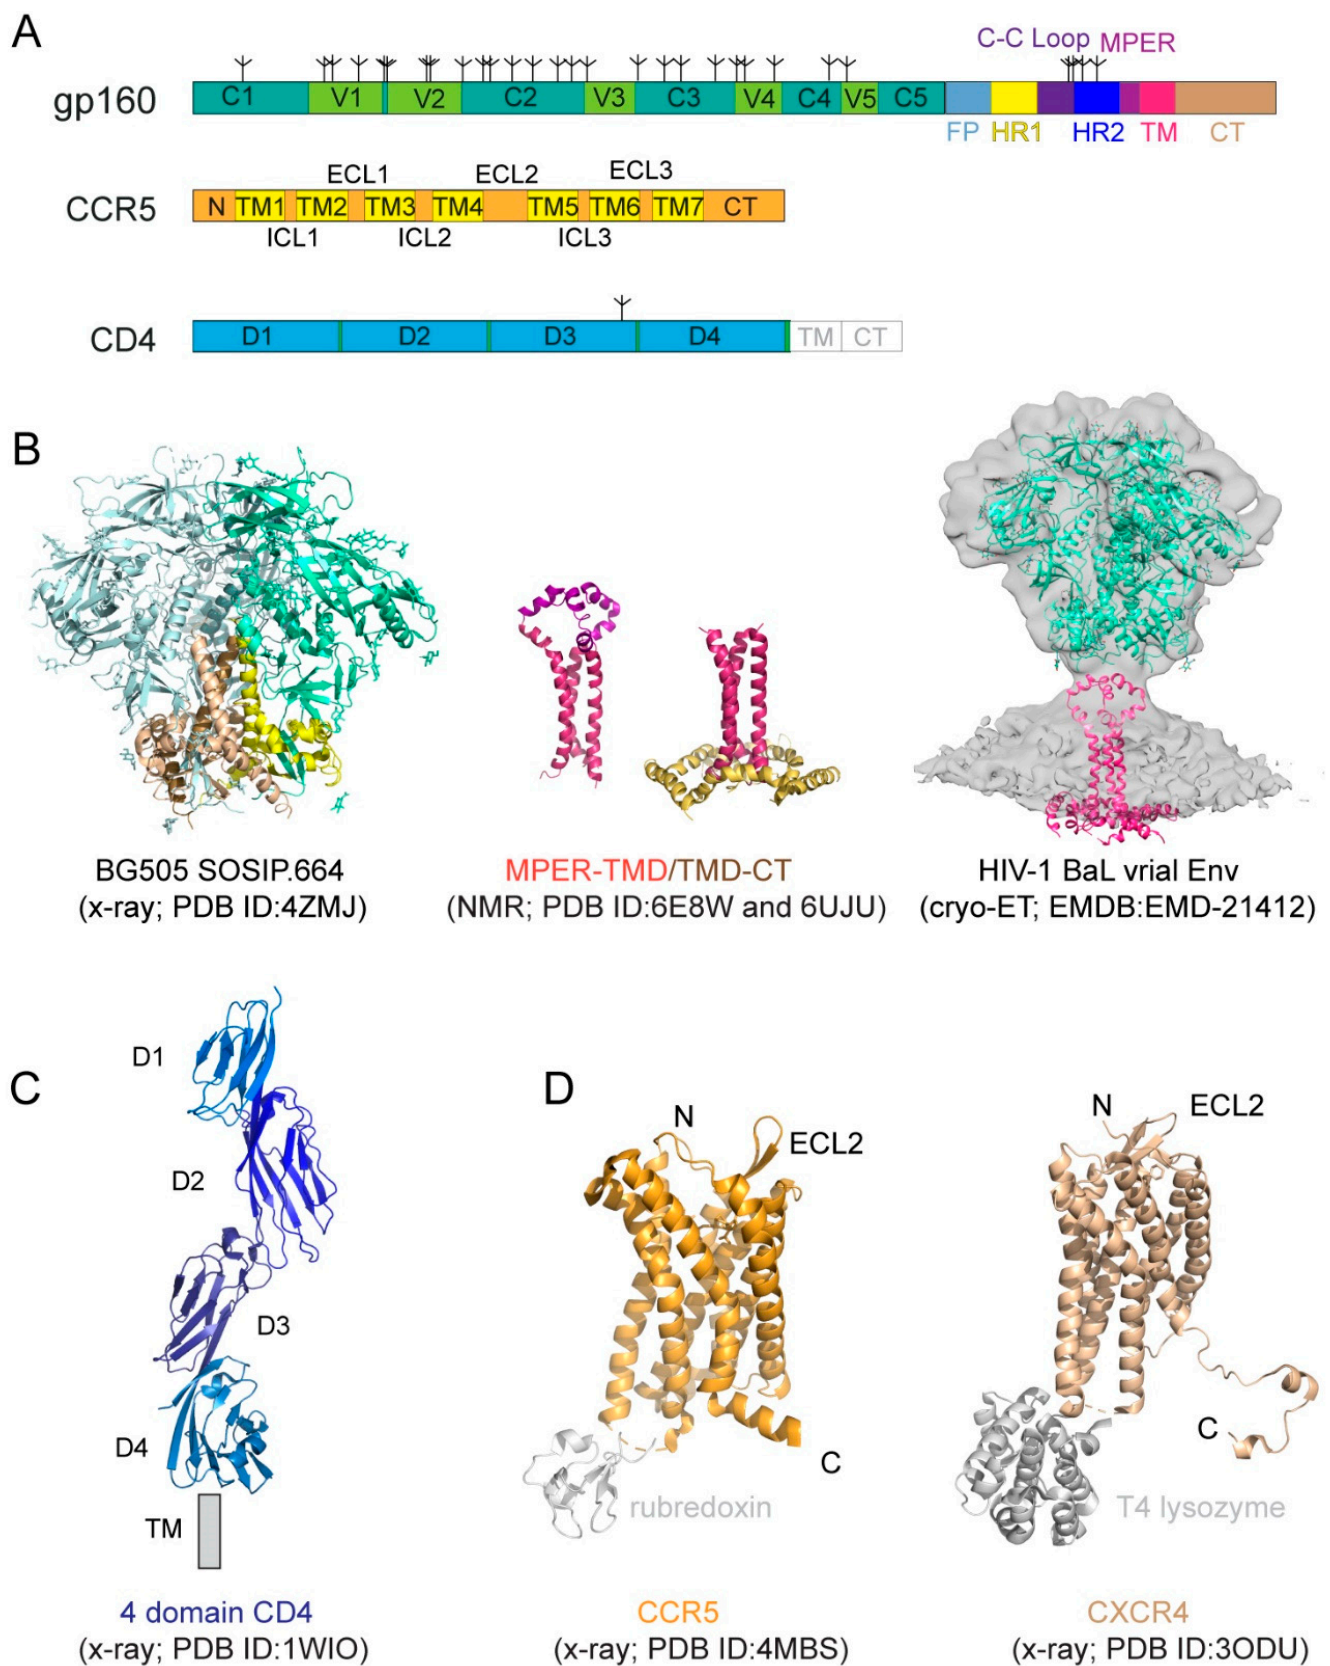 A
C-C Loop MPER
gp160
C1 V1 V2 C2 V3 C3 V4 C4 V5 C5
FP HR1 HR2 TM CT
ECL1 ECL2 ECL3
CCR5
N TM1 TM2 TM3 TM4 TM5 TM6 TM7 CT
ICL1 ICL2 ICL3
CD4
D1 D2 D3 D4 TM CT
B
BG505 SOSIP.664
(x-ray; PDB ID:4ZMJ)
MPER-TMD/TMD-CT
(NMR; PDB ID:6E8W and 6UJU)
HIV-1 BaL vrial Env
(cryo-ET; EMDB:EMD-21412)
C
D1
D2
D3
D4
TM
4 domain CD4
(x-ray; PDB ID:1WIO)
D
N
ECL2
C
rubredoxin
CCR5
(x-ray; PDB ID:4MBS)
N
ECL2
C
T4 lysozyme
CXCR4
(x-ray; PDB ID:3ODU)